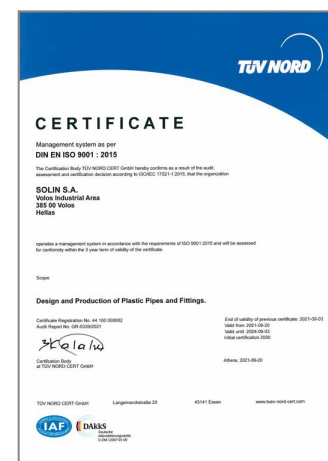 TÜV NORD
CERTIFICATE
Management system as per
DIN EN ISO 9001 : 2015
The Certification Body TÜV NORD CERT GmbH hereby confirms as a result of the audit,
assessment and certification decision according to ISO/IEC 17021-1:2015, that the organization
SOLIN S.A.
Volos Industrial Area
385 00 Volos
Hellas
operates a management system in accordance with the requirements of ISO 9001:2015 and will be assessed
for conformity within the 3 year term of validity of the certificate.
Scope
Design and Production of Plastic Pipes and Fittings.
Certificate Registration No. 44 100 000082
Audit Report No. GR-0330/2021
End of validity of previous certificate: 2021-09-03
Valid from 2021-09-20
Valid until 2024-09-03
Initial certification 2000
Certification Body
at TÜV NORD CERT GmbH
Athens, 2021-09-20
TÜV NORD CERT GmbH Langemarckstraße 20 45141 Essen www.tuev-nord-cert.com
IAF
DAkkS
Deutsche
Akkreditierungsstelle
D-ZM-12007-01-00